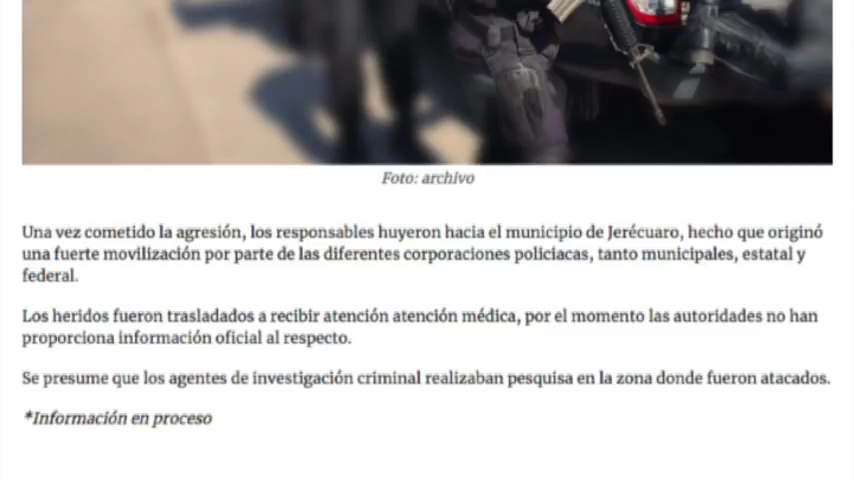 Foto: archivo
Una vez cometido la agresión, los responsables huyeron hacia el municipio de Jerécuaro, hecho que originó
una fuerte movilización por parte de las diferentes corporaciones policiacas, tanto municipales, estatal y
federal.
Los heridos fueron trasladados a recibir atención atención médica, por el momento las autoridades no han
proporciona información oficial al respecto.
Se presume que los agentes de investigación criminal realizaban pesquisa en la zona donde fueron atacados.
*Información en proceso